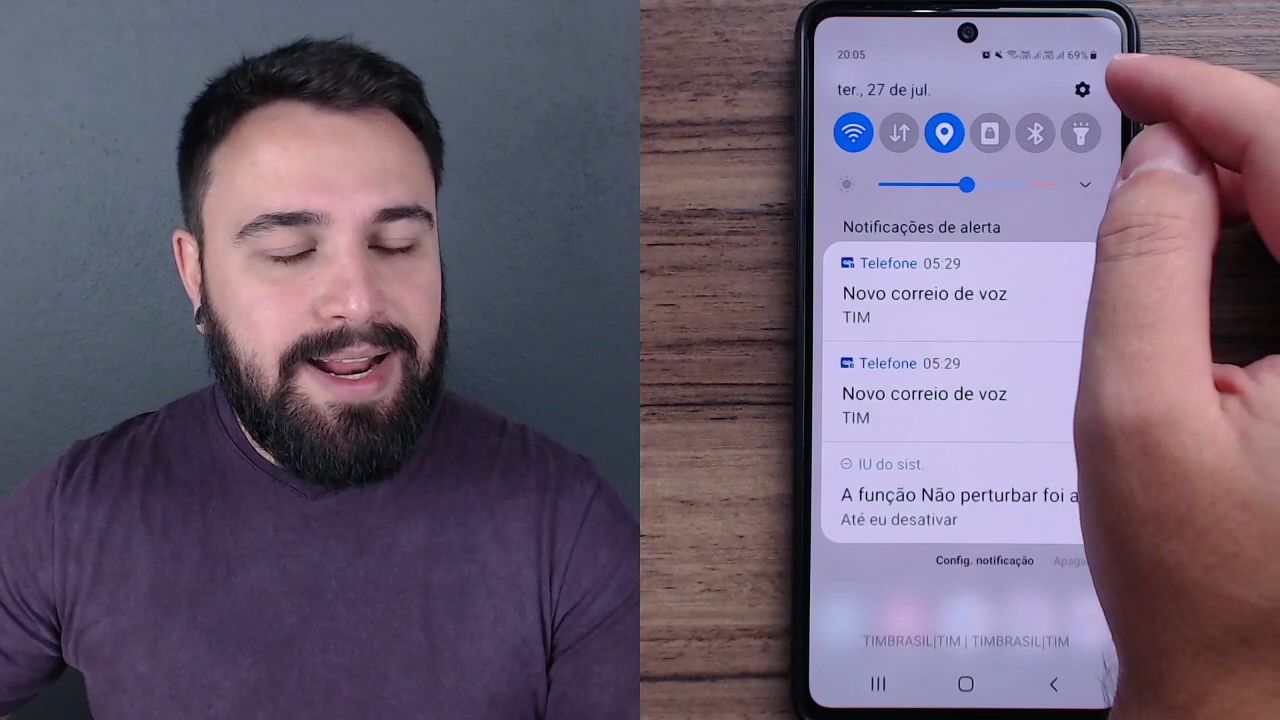 20:05
69%
ter., 27 de jul.
Notificações de alerta
Telefone 05:29
Novo correio de voz
TIM
Telefone 05:29
Novo correio de voz
TIM
IU do sist.
A função Não perturbar foi a
Até eu desativar
Config. notificação
Apaga
TIMBRASIL|TIM | TIMBRASIL|TIM